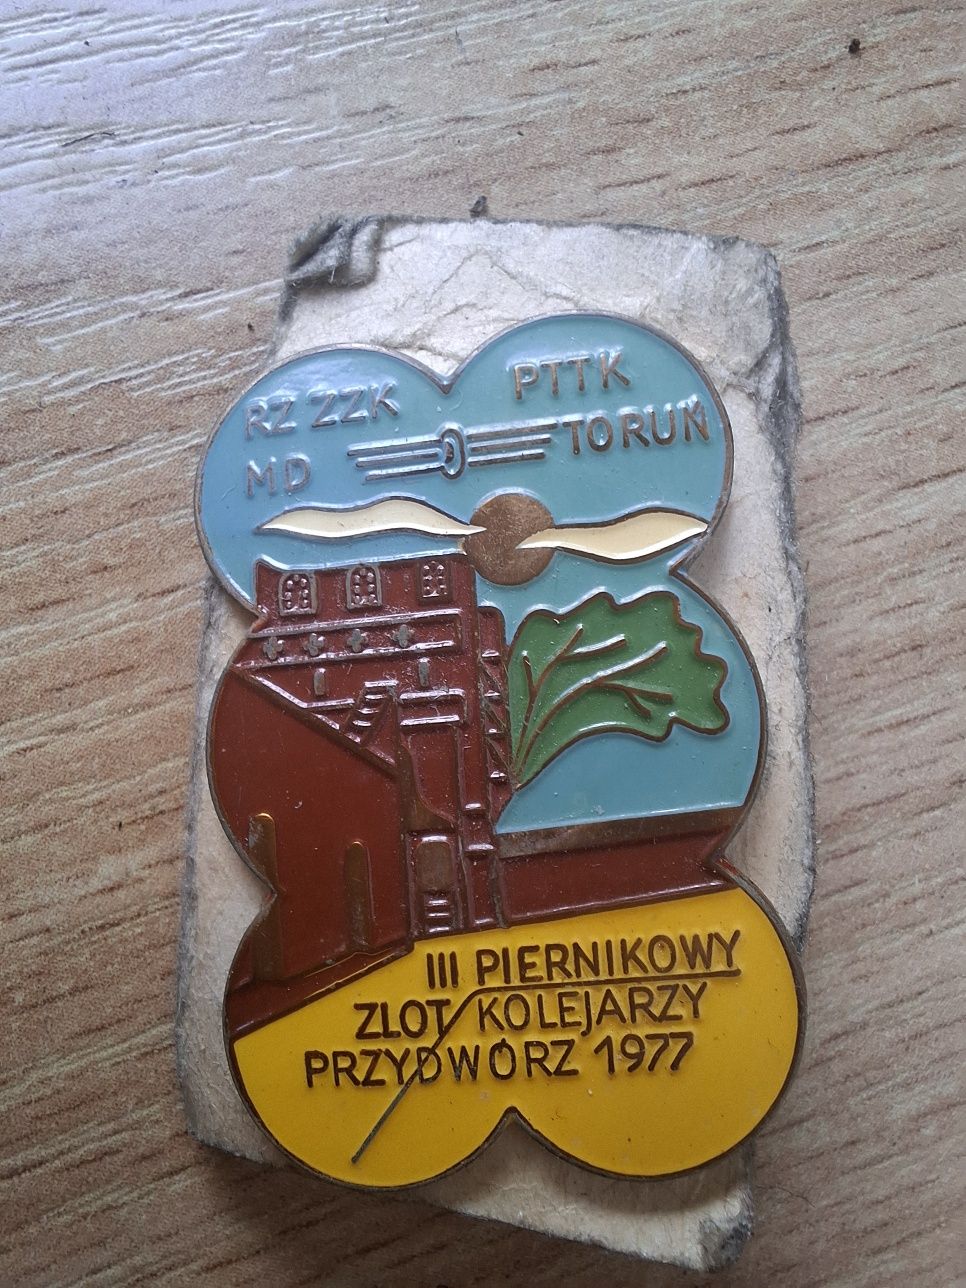 RZ ZZK
MD
PTTK
TORUŃ
III PIERNIKOWY
ZLOT KOLEJARZY
PRZYDWÓRZ 1977